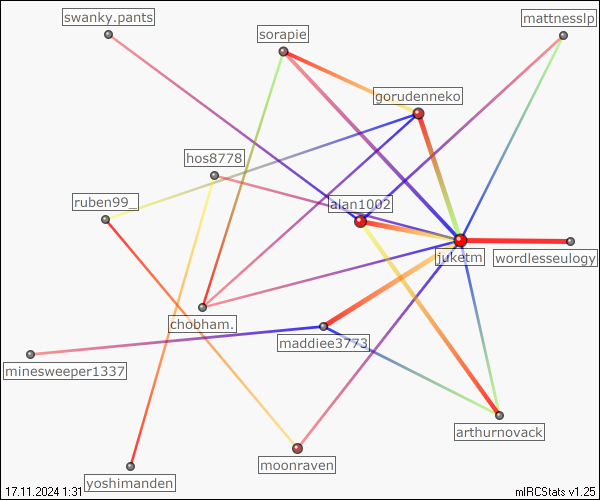 swanky.pants
mattnesslp
sorapie
gorudenneko
hos8778
ruben99_
alan1002
juketm
wordlesseulogy
chobham.
maddiee3773
minesweeper1337
arthurnovack
moonraven
yoshimanden
17.11.2024 1:31
mIRCStats v1.25